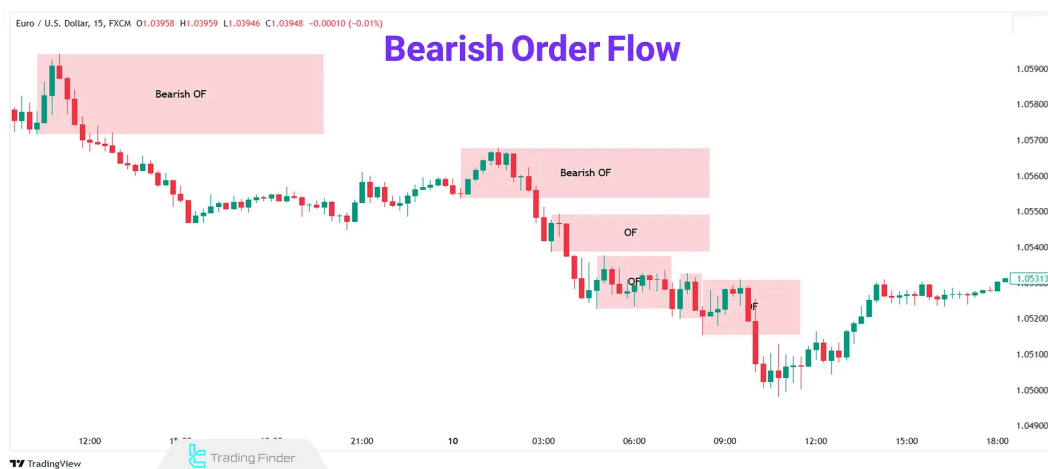 Euro / U.S. Dollar, 15, FXCM O1.03958 H1.03959 L1.03946 C1.03948 −0.00010 (−0.01%)
Bearish Order Flow
1.05900
Bearish OF
1.05800
1.05700
Bearish OF
1.05600
1.05500
OF
1.05400
OF
1.05313
OF
1.05200
1.05100
1.05000
1.04900
12:00 21:00 10 03:00 06:00 09:00 12:00 15:00 18:00
Trading Finder
TradingView